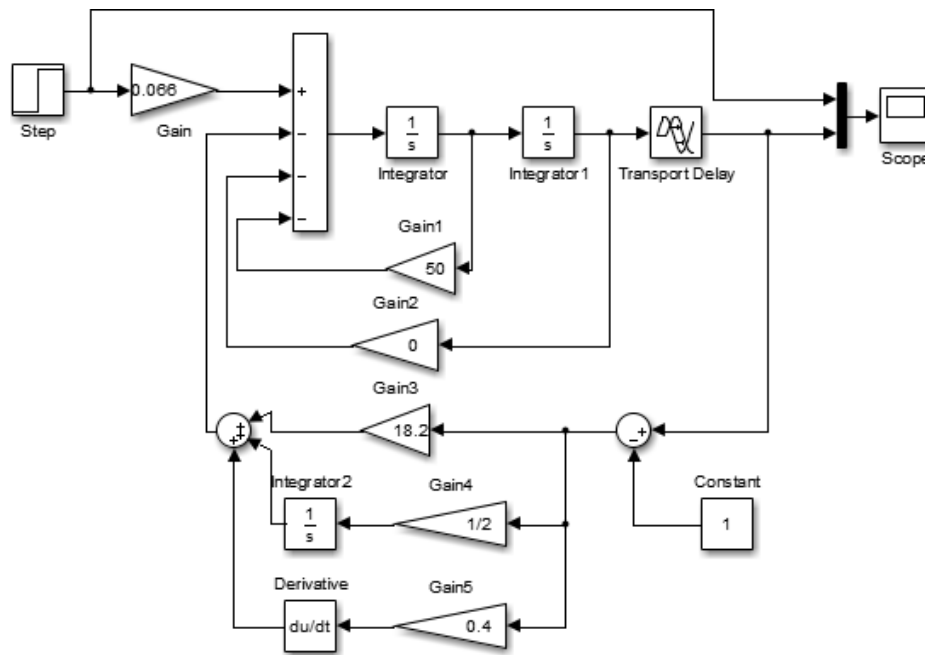 0.066
Step
Gain
+
−
−
−
1
s
Integrator
1
s
Integrator1
Transport Delay
Scope
Gain1
50
Gain2
0
Gain3
18.2
+
+
+
−
+
Integrator2
1
s
Gain4
1/2
Constant
1
Derivative
du/dt
Gain5
0.4